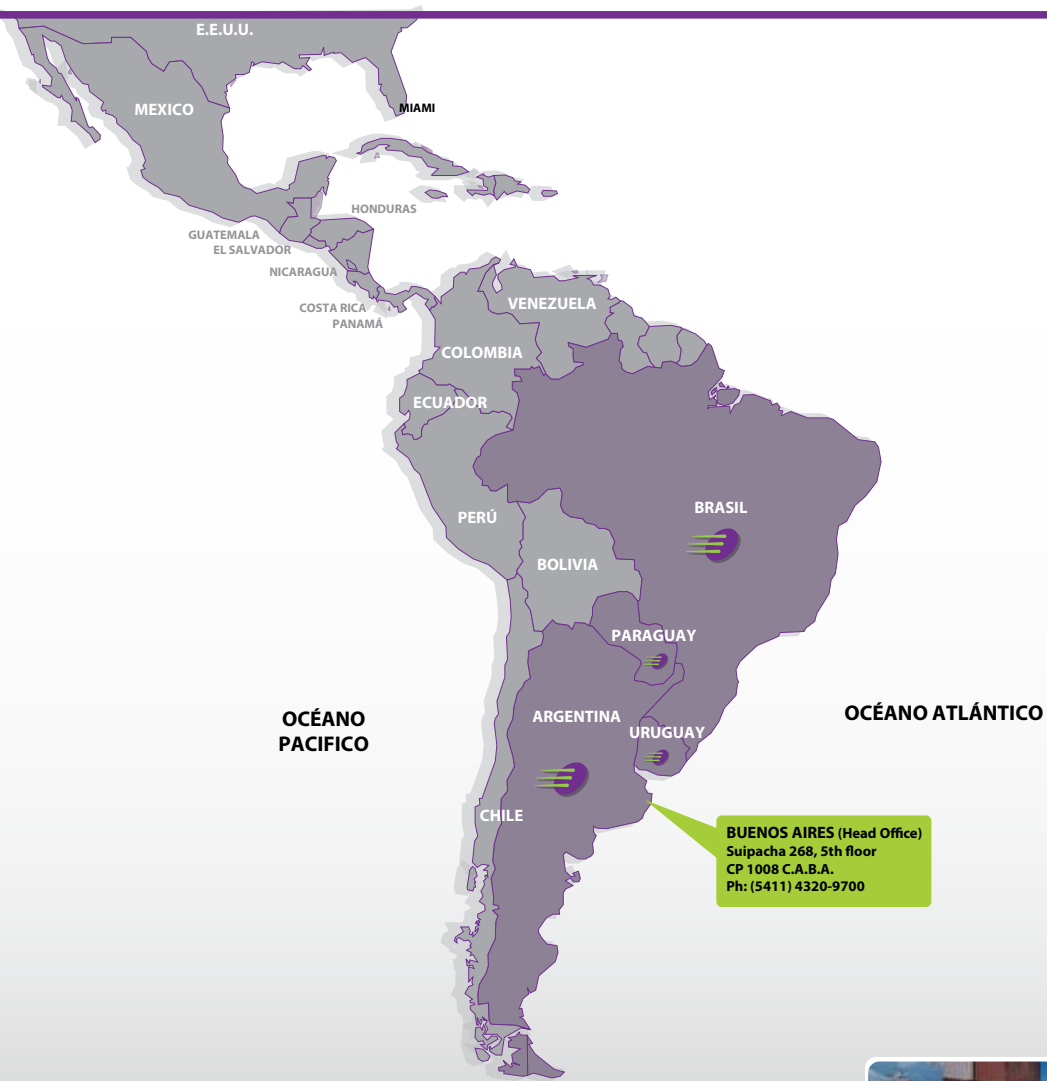 E.E.U.U.
MEXICO
MIAMI
HONDURAS
GUATEMALA
EL SALVADOR
NICARAGUA
COSTA RICA
PANAMÁ
VENEZUELA
COLOMBIA
ECUADOR
PERÚ
BRASIL
BOLIVIA
PARAGUAY
OCÉANO
PACIFICO
ARGENTINA
URUGUAY
OCÉANO ATLÁNTICO
CHILE
BUENOS AIRES (Head Office)
Suipacha 268, 5th floor
CP 1008 C.A.B.A.
Ph: (5411) 4320-9700